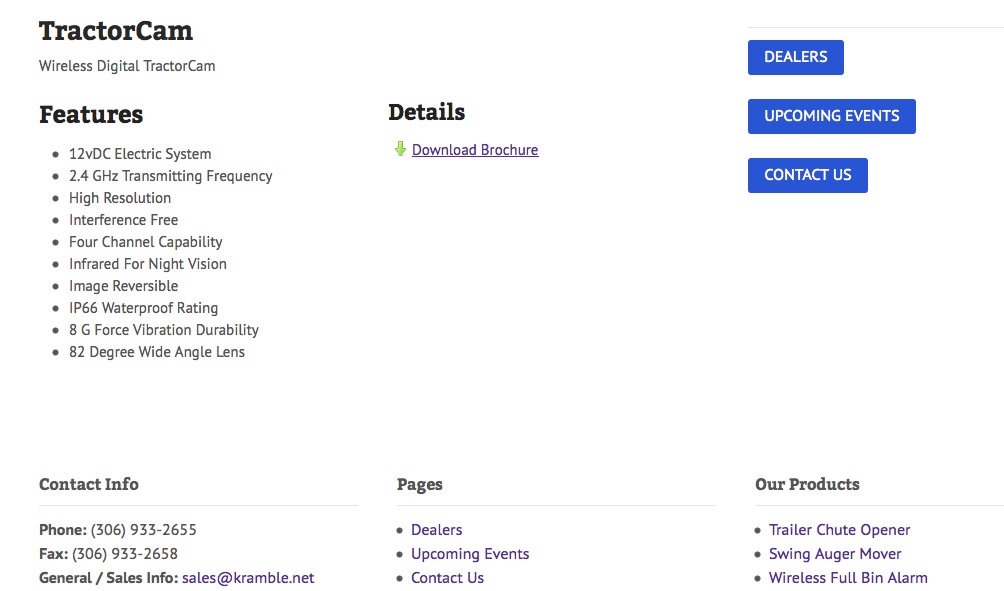 TractorCam
Wireless Digital TractorCam
Features
12vDC Electric System
2.4 GHz Transmitting Frequency
High Resolution
Interference Free
Four Channel Capability
Infrared For Night Vision
Image Reversible
IP66 Waterproof Rating
8 G Force Vibration Durability
82 Degree Wide Angle Lens
Details
Download Brochure
DEALERS
UPCOMING EVENTS
CONTACT US
Contact Info
Phone: (306) 933-2655
Fax: (306) 933-2658
General / Sales Info: sales@kramble.net
Pages
Dealers
Upcoming Events
Contact Us
Our Products
Trailer Chute Opener
Swing Auger Mover
Wireless Full Bin Alarm